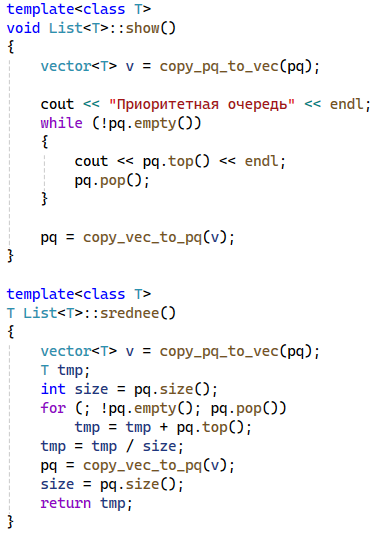 template<class T>
void List<T>::show()
{
    vector<T> v = copy_pq_to_vec(pq);

    cout << "Приоритетная очередь" << endl;
    while (!pq.empty())
    {
        cout << pq.top() << endl;
        pq.pop();
    }

    pq = copy_vec_to_pq(v);
}

template<class T>
T List<T>::srednee()
{
    vector<T> v = copy_pq_to_vec(pq);
    T tmp;
    int size = pq.size();
    for (; !pq.empty(); pq.pop())
        tmp = tmp + pq.top();
    tmp = tmp / size;
    pq = copy_vec_to_pq(v);
    size = pq.size();
    return tmp;
}